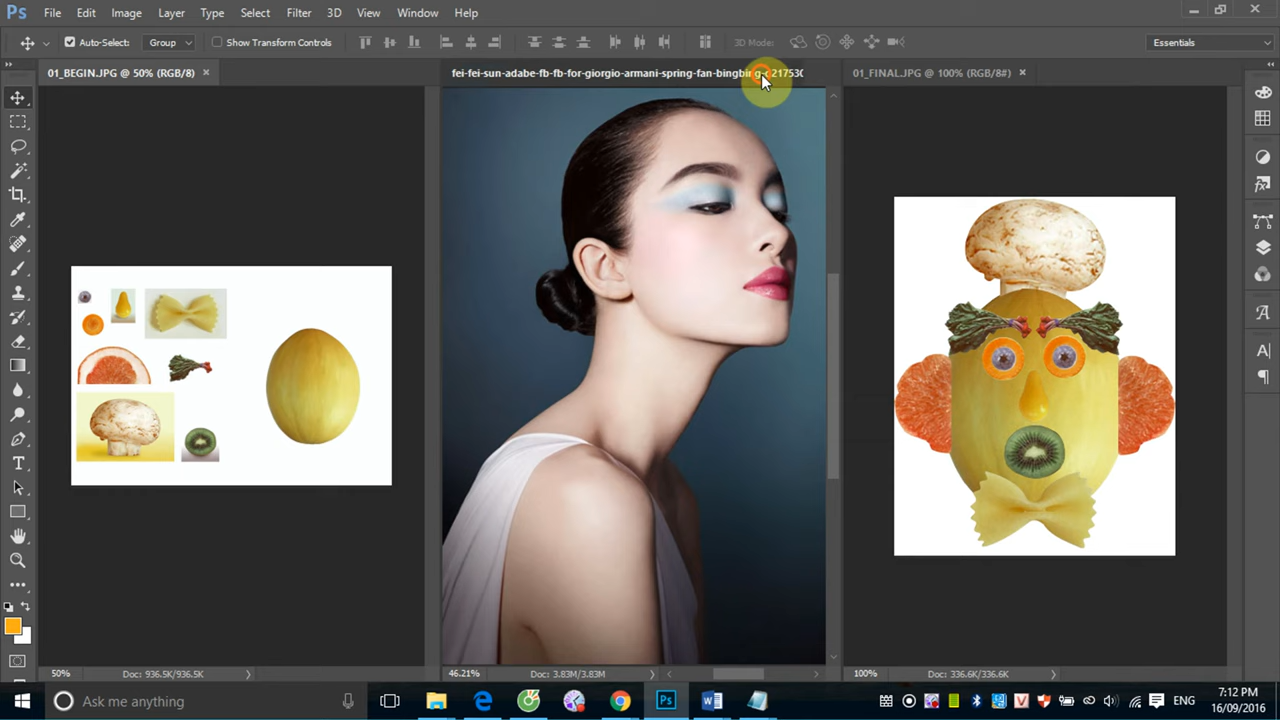 Ps File Edit Image Layer Type Select Filter 3D View Window Help
Auto-Select: Group Show Transform Controls 3D Mode: Essentials
01_BEGIN.JPG @ 50% (RGB/8) ×
fei-fei-sun-adabe-fb-fb-for-giorgio-armani-spring-fan-bingbing-
01_FINAL.JPG @ 100% (RGB/8#) ×
50% Doc: 936.5K/936.5K
46.21% Doc: 3.83M/3.83M
100% Doc: 336.6K/336.6K
Ask me anything
ENG
7:12 PM
16/09/2016